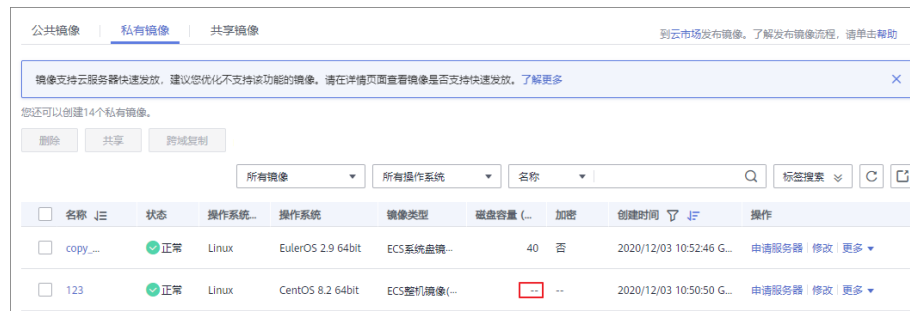 公共镜像 私有镜像 共享镜像 到云市场发布镜像。了解发布镜像流程，请单击帮助
镜像支持云服务器快速发放，建议您优化不支持该功能的镜像。请在详情页面查看镜像是否支持快速发放。了解更多
您还可以创建14个私有镜像。
删除 共享 跨域复制
所有镜像 所有操作系统 名称 标签搜索
名称 状态 操作系统... 操作系统 镜像类型 磁盘容量 (... 加密 创建时间 操作
copy_... 正常 Linux EulerOS 2.9 64bit ECS系统盘镜... 40 否 2020/12/03 10:52:46 G... 申请服务器 修改 更多
123 正常 Linux CentOS 8.2 64bit ECS整机镜像(... -- -- 2020/12/03 10:50:50 G... 申请服务器 修改 更多